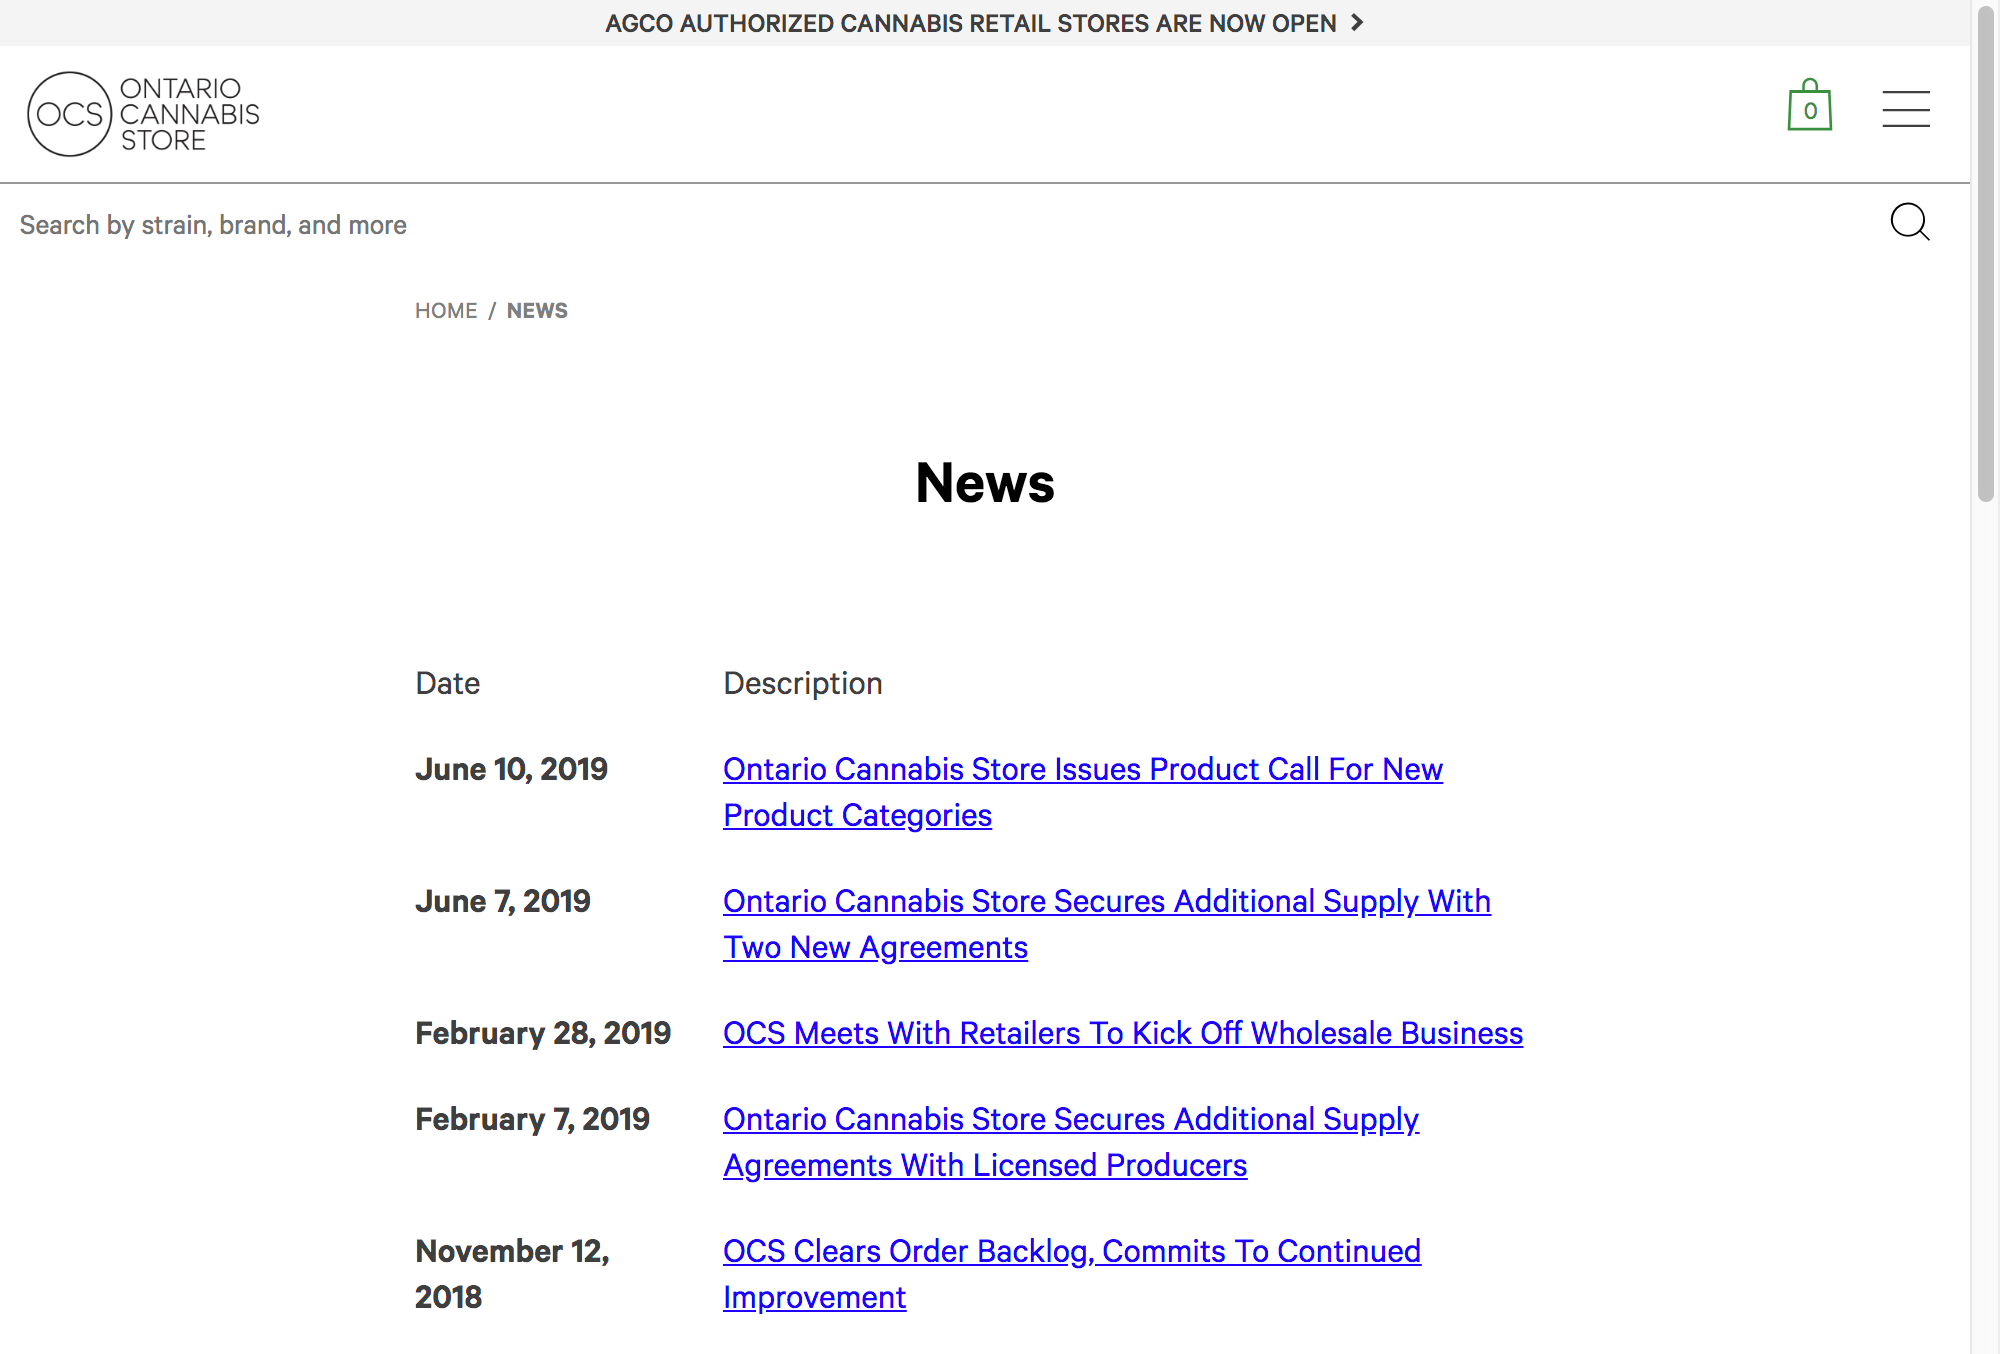 AGCO AUTHORIZED CANNABIS RETAIL STORES ARE NOW OPEN
OCS
ONTARIO
CANNABIS
STORE
0
Search by strain, brand, and more
HOME / NEWS
News
Date Description
June 10, 2019 Ontario Cannabis Store Issues Product Call For New
Product Categories
June 7, 2019 Ontario Cannabis Store Secures Additional Supply With
Two New Agreements
February 28, 2019 OCS Meets With Retailers To Kick Off Wholesale Business
February 7, 2019 Ontario Cannabis Store Secures Additional Supply
Agreements With Licensed Producers
November 12, OCS Clears Order Backlog, Commits To Continued
2018 Improvement